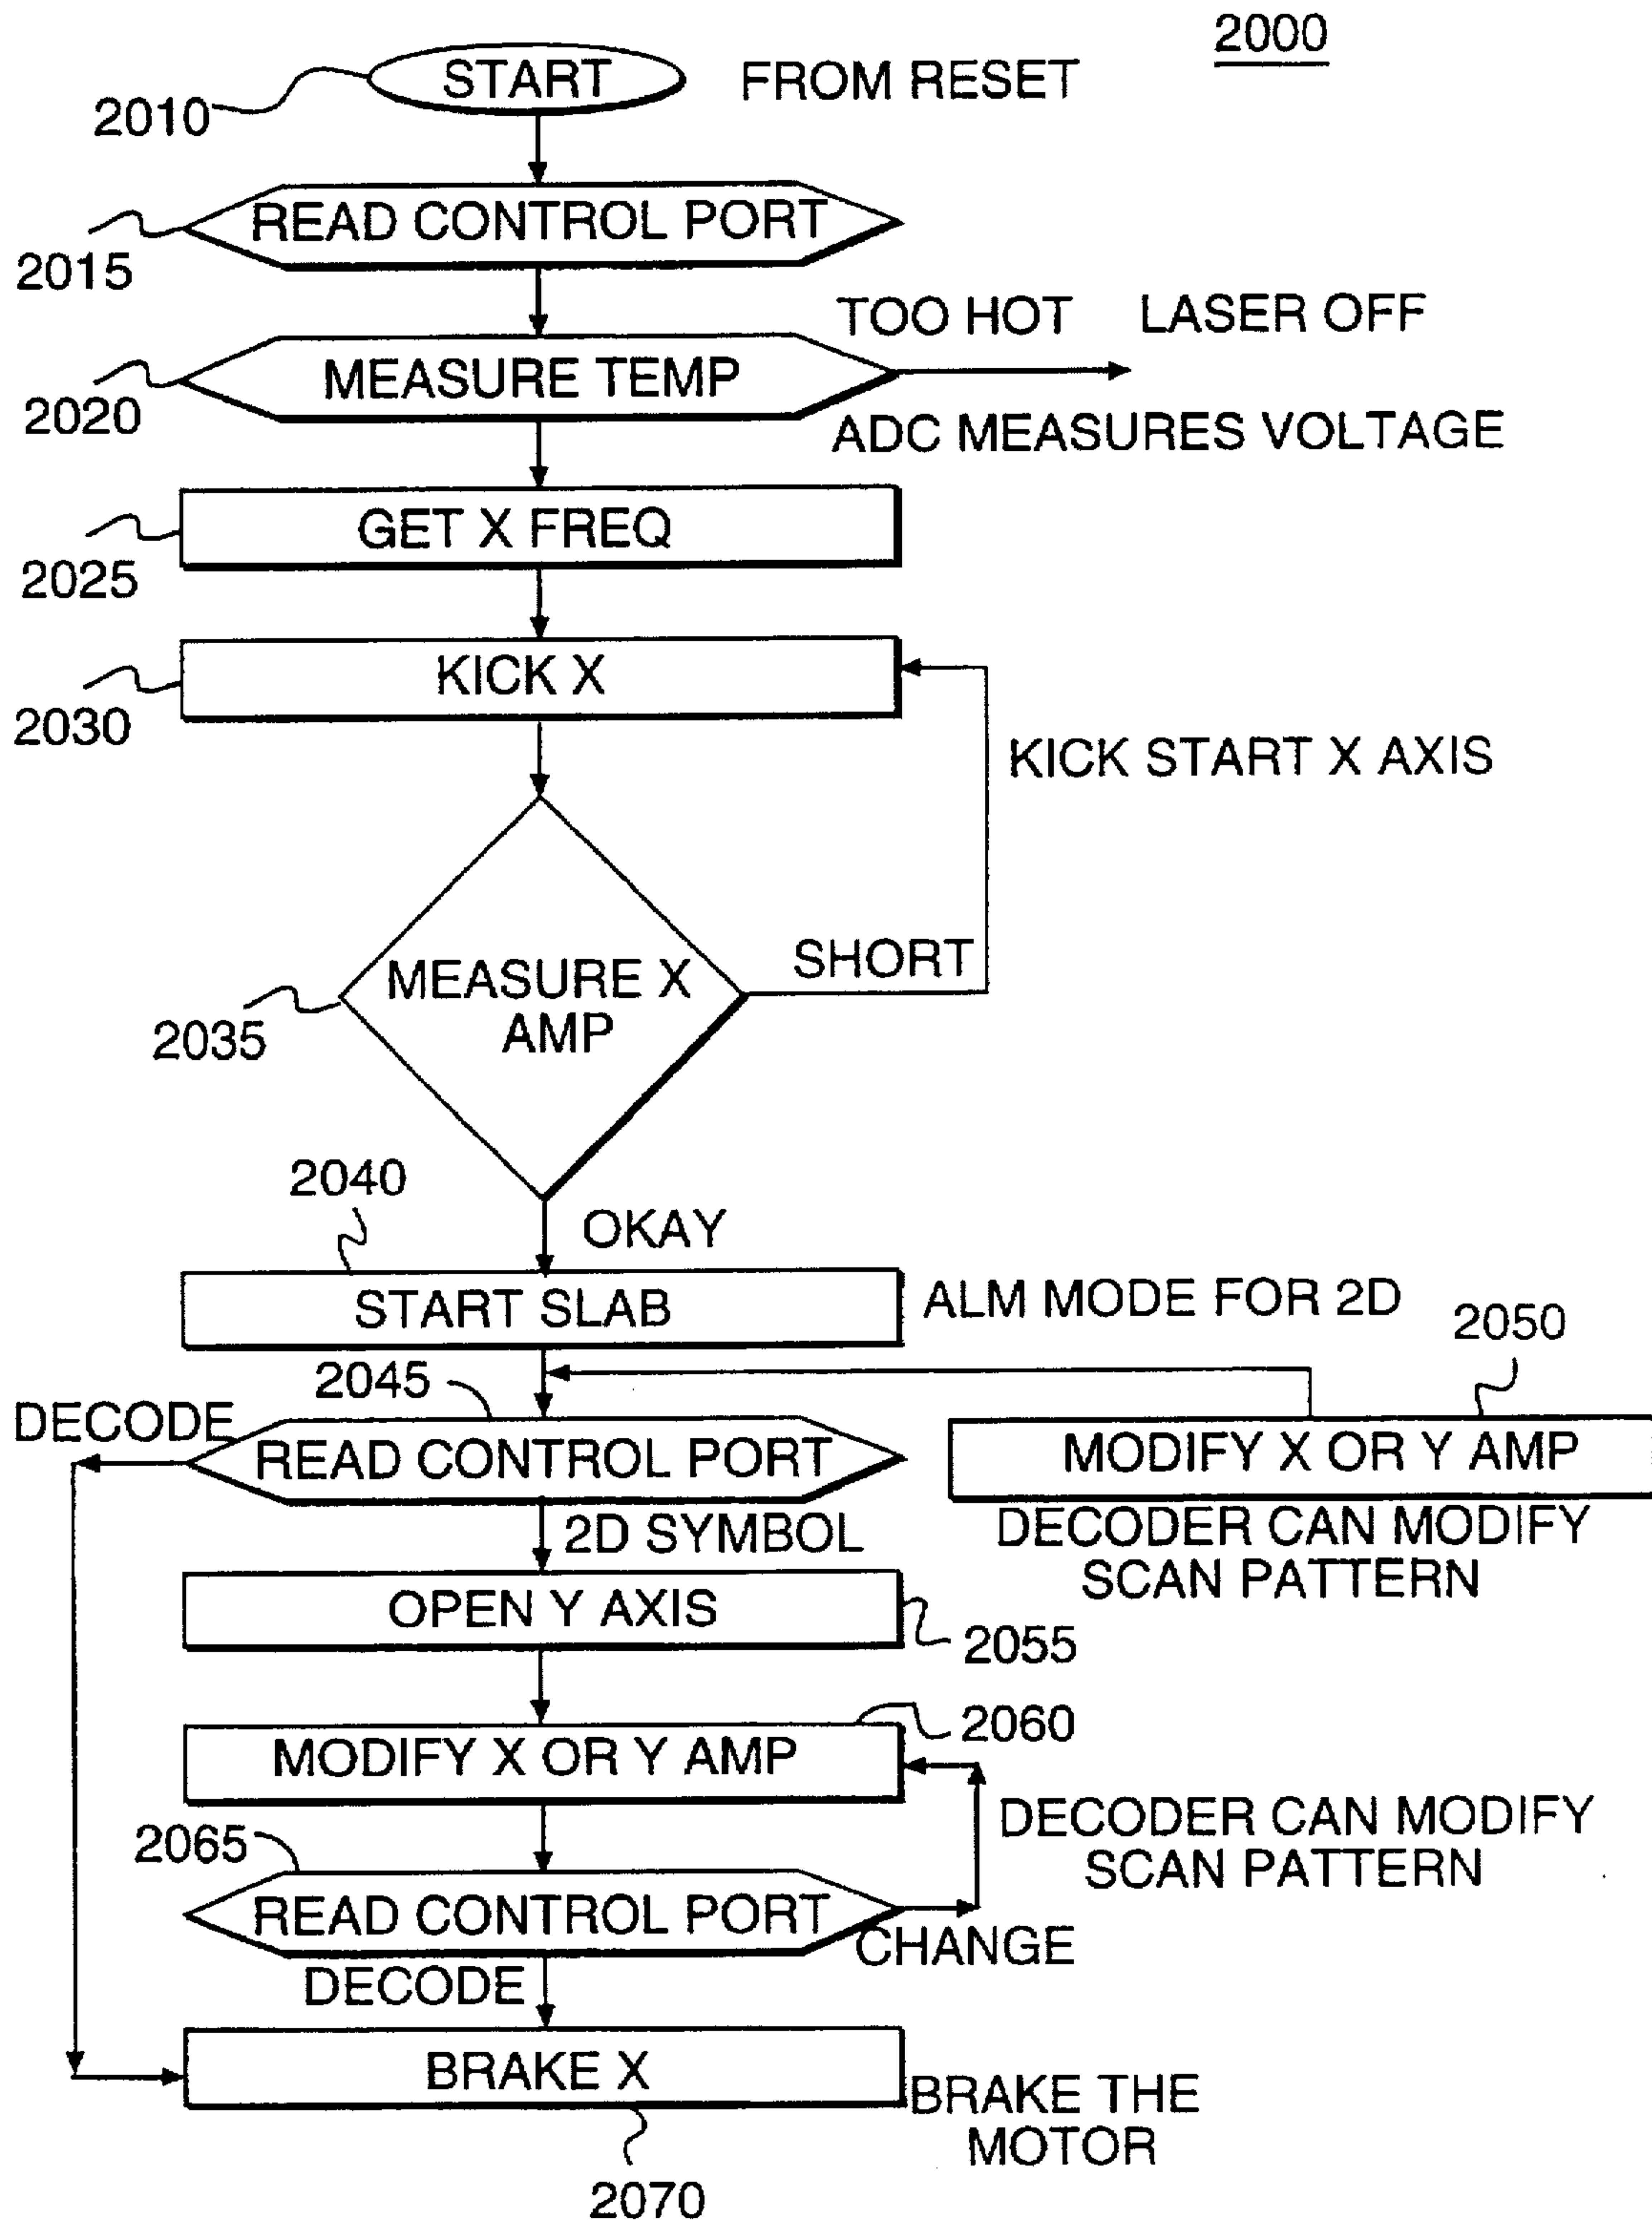 2000
START
FROM RESET
2010
READ CONTROL PORT
2015
TOO HOT
LASER OFF
MEASURE TEMP
2020
ADC MEASURES VOLTAGE
GET X FREQ
2025
KICK X
2030
KICK START X AXIS
SHORT
MEASURE X
AMP
2035
2040
OKAY
START SLAB
ALM MODE FOR 2D
2050
2045
DECODE
READ CONTROL PORT
MODIFY X OR Y AMP
DECODER CAN MODIFY
SCAN PATTERN
2D SYMBOL
OPEN Y AXIS
2055
2060
MODIFY X OR Y AMP
DECODER CAN MODIFY
SCAN PATTERN
2065
READ CONTROL PORT
CHANGE
DECODE
BRAKE X
BRAKE THE
MOTOR
2070